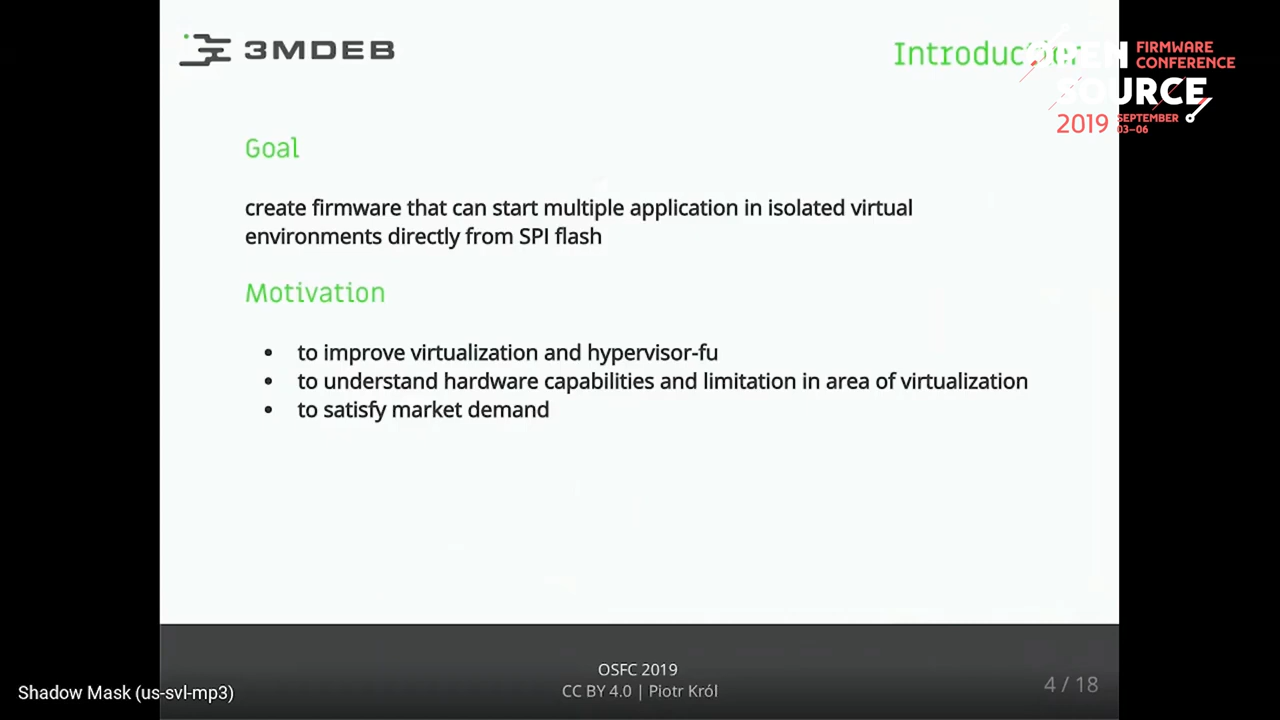 3MDEB
Introduction
OPEN FIRMWARE
CONFERENCE
SOURCE
2019 SEPTEMBER
03–06
Goal
create firmware that can start multiple application in isolated virtual
environments directly from SPI flash
Motivation
• to improve virtualization and hypervisor-fu
• to understand hardware capabilities and limitation in area of virtualization
• to satisfy market demand
OSFC 2019
CC BY 4.0 | Piotr Król
4 / 18
Shadow Mask (us-svl-mp3)